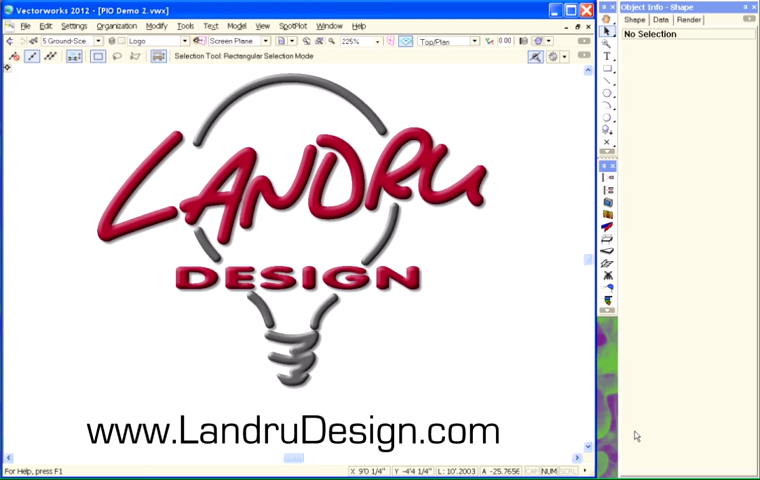 Vectorworks 2012 - [PIO Demo 2.vwx]
Object Info - Shape
File Edit Modify Organization Tools Text Model View SpotPlot Window Help
Shape Data Render
5 Ground-Sce Logo Screen Plane 225% Top/Plan 0.00
No Selection
Selection Tool: Rectangular Selection Mode
LANDRU
DESIGN
www.LandruDesign.com
For Help, press F1
X 9'0 1/4" Y -4'4 1/4" L: 10'.2003 A -25.7656 CAP NUM SCRL